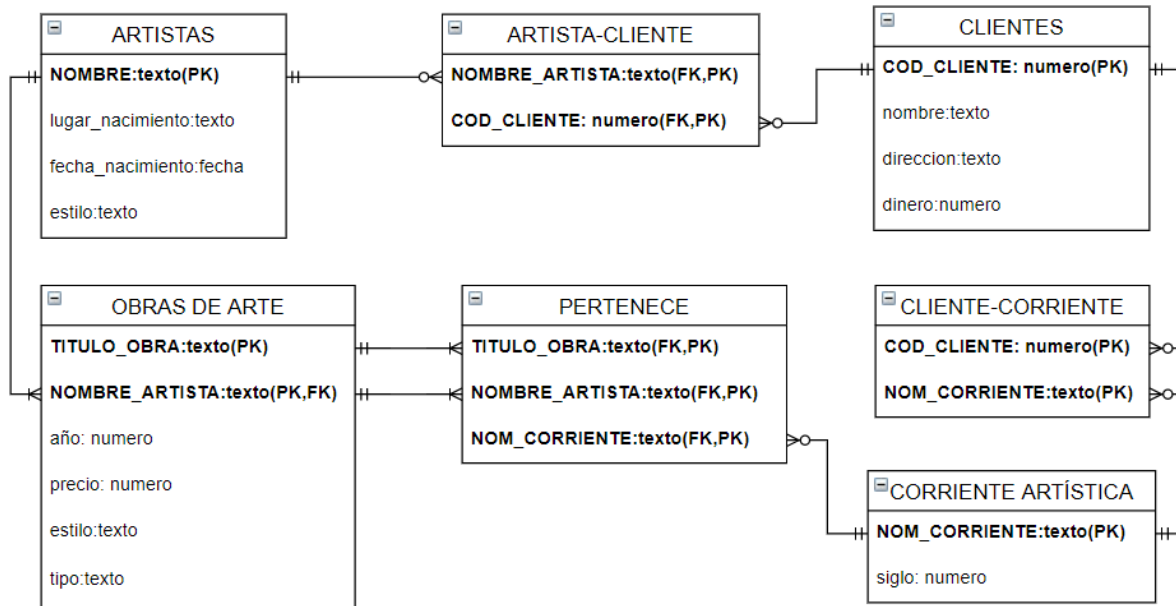 ARTISTAS
NOMBRE:texto(PK)
lugar_nacimiento:texto
fecha_nacimiento:fecha
estilo:texto
ARTISTA-CLIENTE
NOMBRE_ARTISTA:texto(FK,PK)
COD_CLIENTE: numero(FK,PK)
CLIENTES
COD_CLIENTE: numero(PK)
nombre:texto
direccion:texto
dinero:numero
OBRAS DE ARTE
TITULO_OBRA:texto(PK)
NOMBRE_ARTISTA:texto(PK,FK)
año: numero
precio: numero
estilo:texto
tipo:texto
PERTENECE
TITULO_OBRA:texto(FK,PK)
NOMBRE_ARTISTA:texto(FK,PK)
NOM_CORRIENTE:texto(FK,PK)
CLIENTE-CORRIENTE
COD_CLIENTE: numero(PK)
NOM_CORRIENTE:texto(PK)
CORRIENTE ARTÍSTICA
NOM_CORRIENTE:texto(PK)
siglo: numero